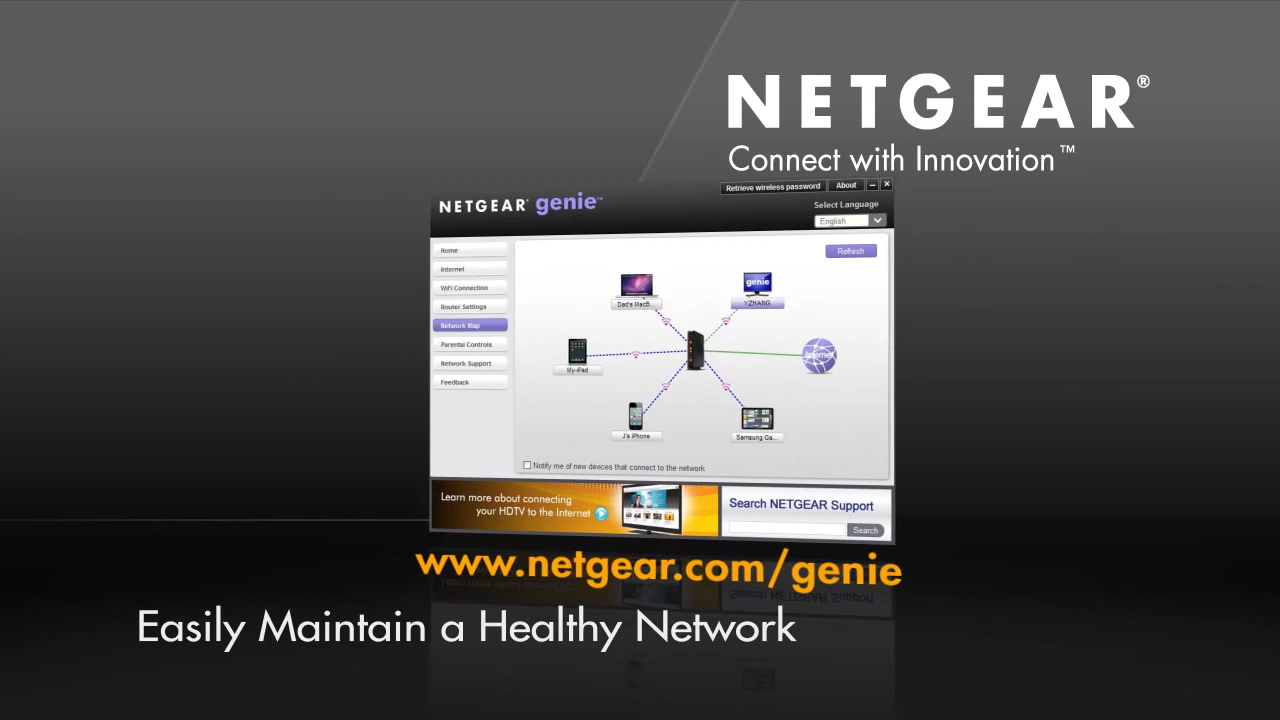 NETGEAR®
Connect with Innovation™
Retrieve wireless password
About
NETGEAR® genie™
Select Language
English
Home
Internet
WiFi Connection
Router Settings
Network Map
Parental Controls
Network Support
Feedback
Refresh
Dad's MacB...
genie
YZHANG
My-iPad
Internet
J's iPhone
Samsung Ga...
Notify me of new devices that connect to the network
Learn more about connecting
your HDTV to the Internet
Search NETGEAR Support
Search
www.netgear.com/genie
Easily Maintain a Healthy Network